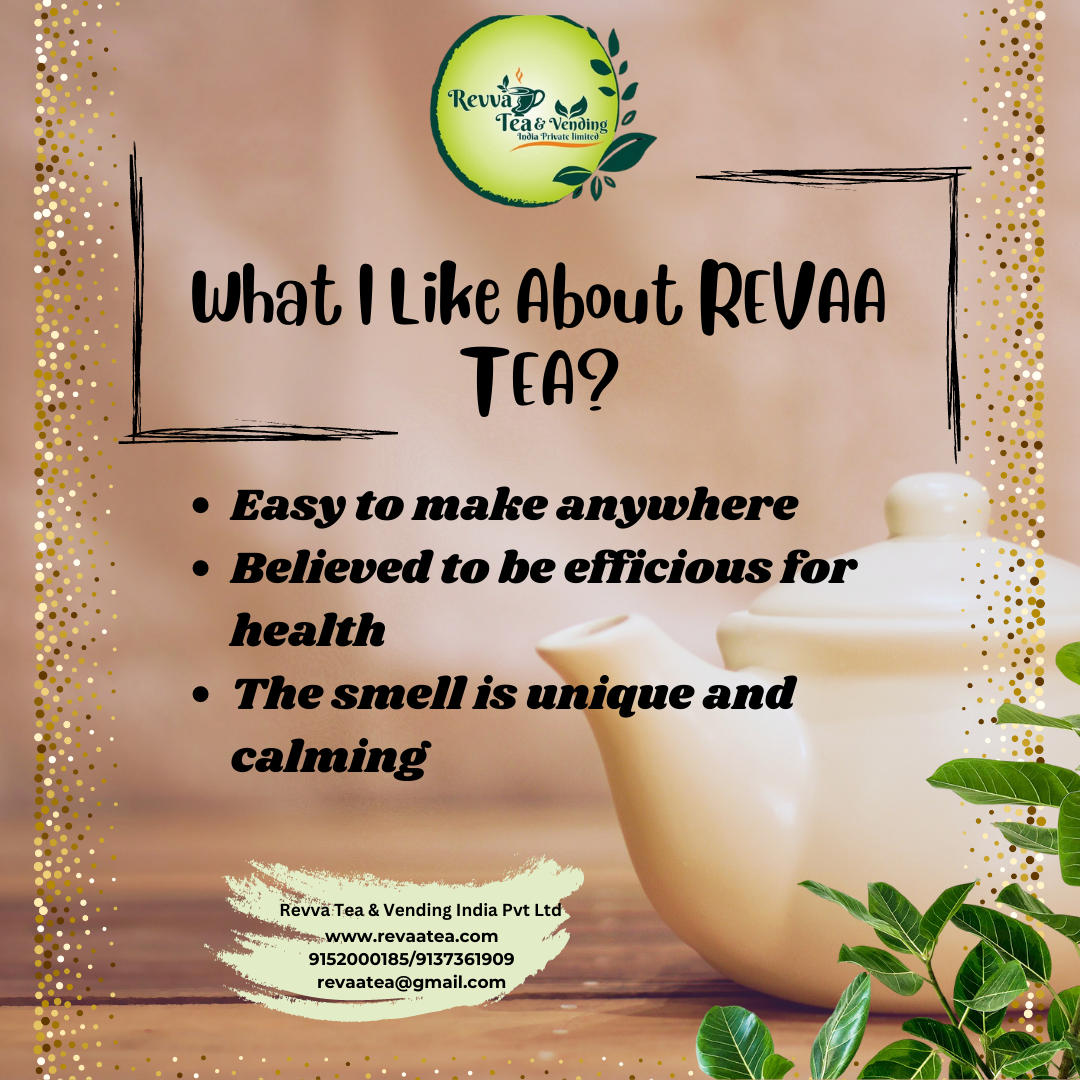 Revva
Tea & Vending
India Private limited
What I Like About REVAA
TEA?
• Easy to make anywhere
• Believed to be efficious for
health
• The smell is unique and
calming
Revva Tea & Vending India Pvt Ltd
www.revaatea.com
9152000185/9137361909
revaatea@gmail.com